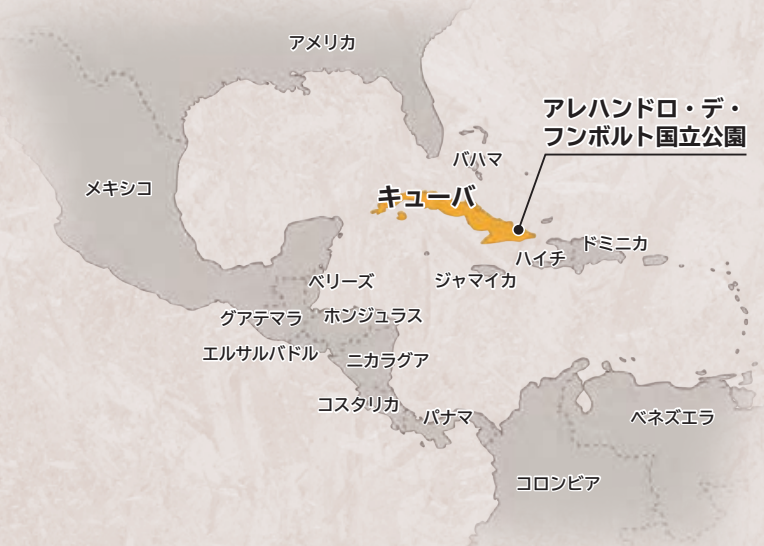 アメリカ
アレハンドロ・デ・
フンボルト国立公園
バハマ
メキシコ
キューバ
ドミニカ
ハイチ
ベリーズ
ジャマイカ
グアテマラ
ホンジュラス
エルサルバドル
ニカラグア
コスタリカ
パナマ
ベネズエラ
コロンビア